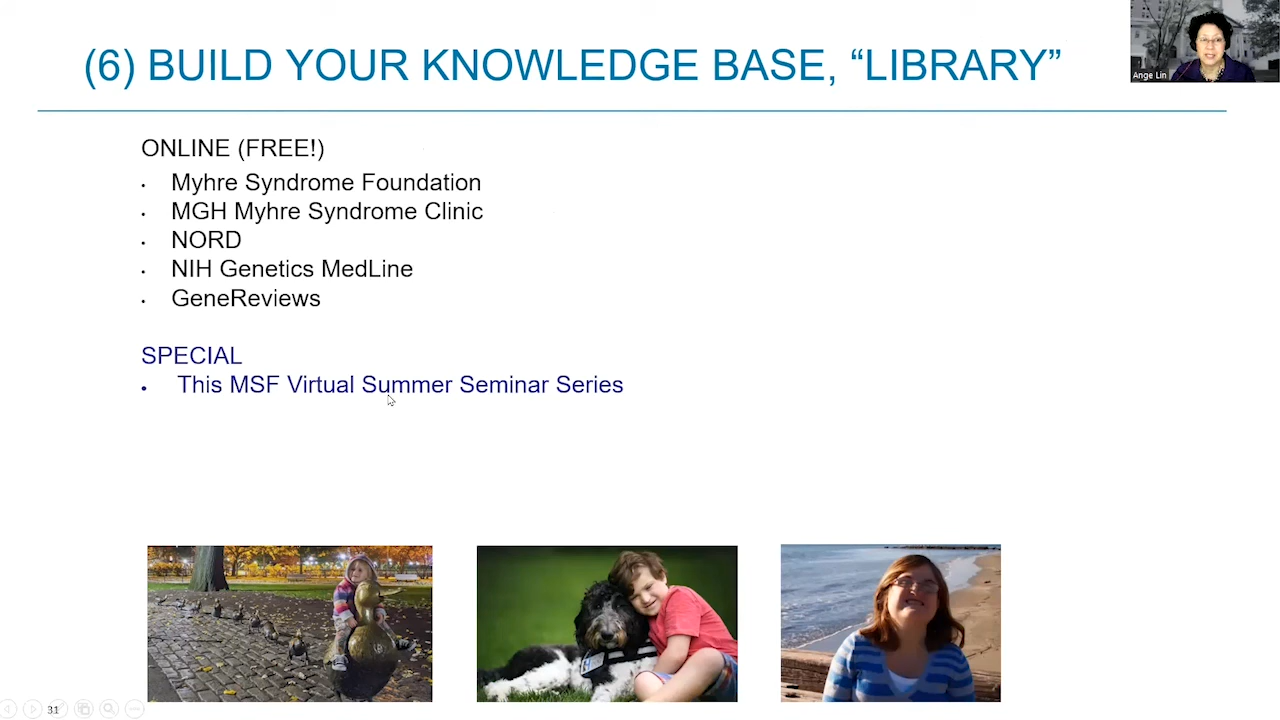 (6) BUILD YOUR KNOWLEDGE BASE, “LIBRARY”
Ange Lin
ONLINE (FREE!)
• Myhre Syndrome Foundation
• MGH Myhre Syndrome Clinic
• NORD
• NIH Genetics MedLine
• GeneReviews
SPECIAL
• This MSF Virtual Summer Seminar Series
31